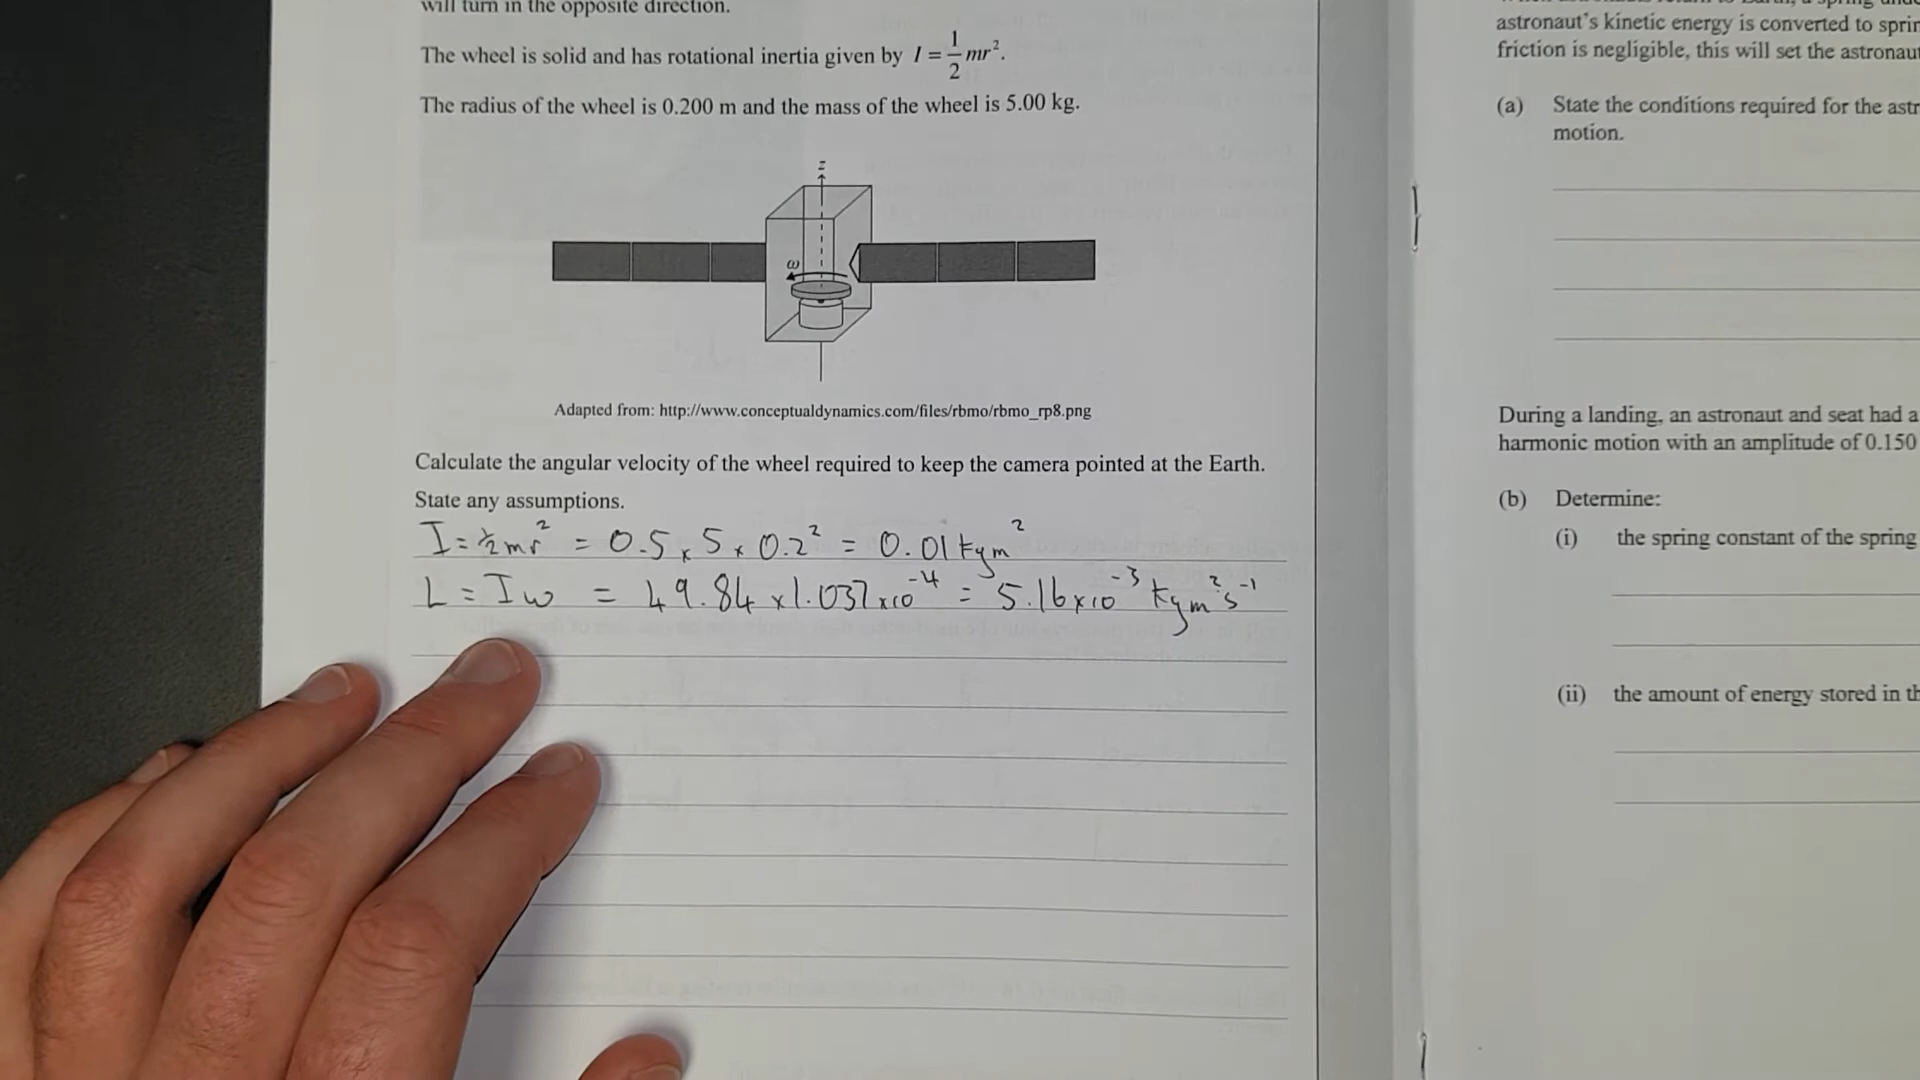 will turn in the opposite direction.
The wheel is solid and has rotational inertia given by I = 1/2 mr².
The radius of the wheel is 0.200 m and the mass of the wheel is 5.00 kg.
z
ω
Adapted from: http://www.conceptualdynamics.com/files/rbmo/rbmo_rp8.png
Calculate the angular velocity of the wheel required to keep the camera pointed at the Earth.
State any assumptions.
I = ½mr² = 0.5 × 5 × 0.2² = 0.01 kgm²
L = Iω = 49.84 × 1.037×10⁻⁴ = 5.16×10⁻³ kgm²s⁻¹
astronaut's kinetic energy is converted to
friction is negligible, this will set the
(a) State the conditions required for the
motion.
During a landing, an astronaut and seat had a
harmonic motion with an amplitude of 0.150
(b) Determine:
(i) the spring constant of the spring
(ii) the amount of energy stored in